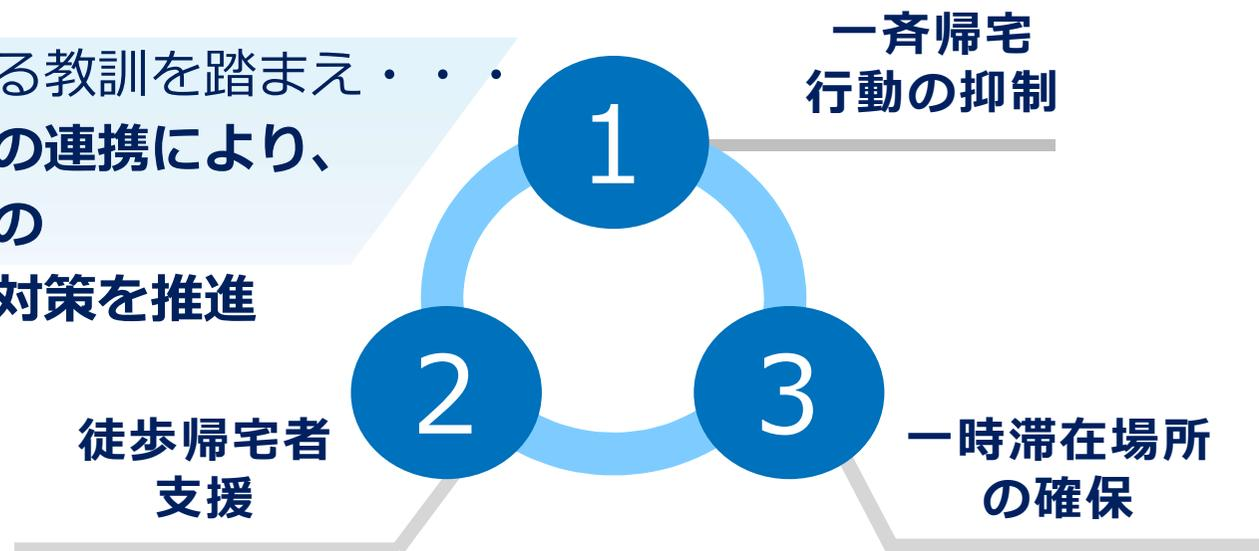 る教訓を踏まえ・・・
の連携により、
の
対策を推進
1
一斉帰宅
行動の抑制
2
徒歩帰宅者
支援
3
一時滞在場所
の確保